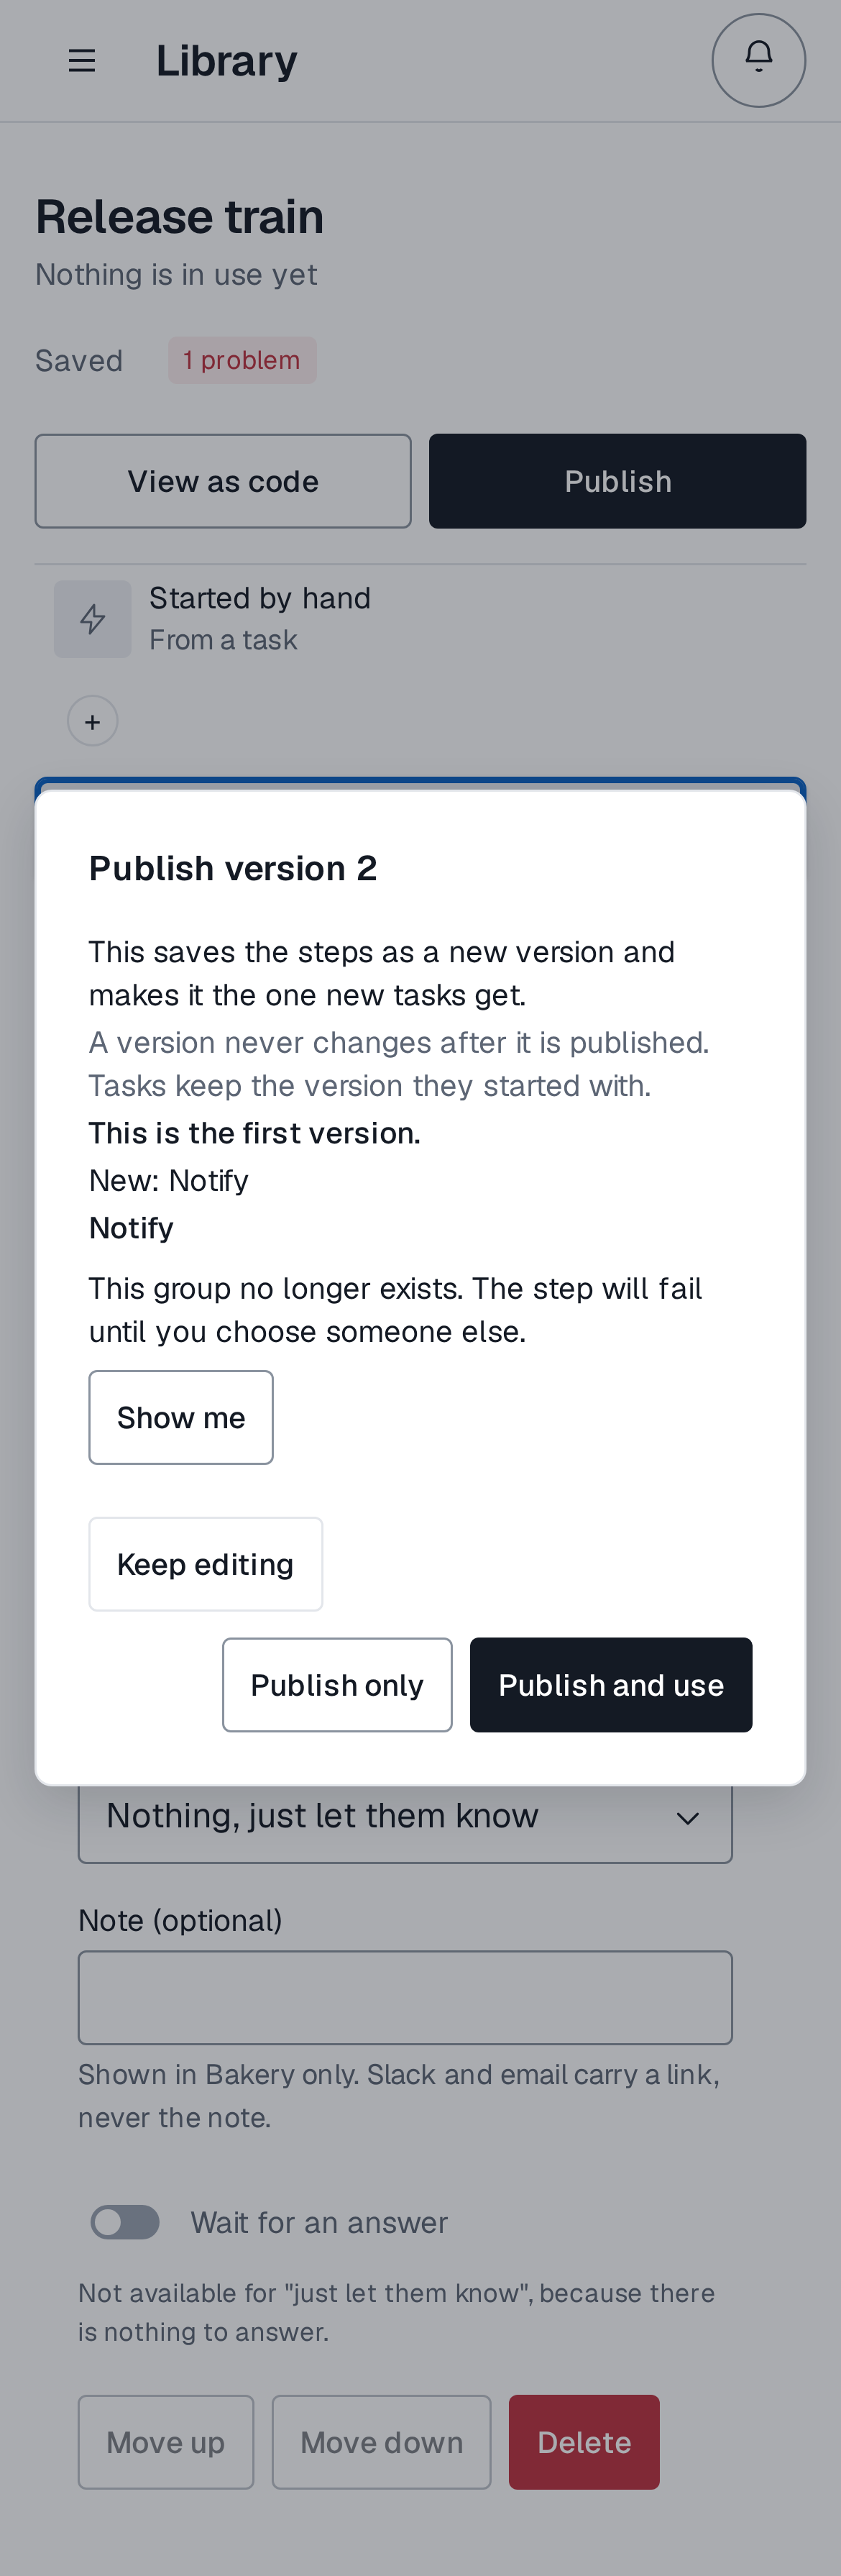 Library
Release train
Nothing is in use yet
Saved
1 problem
View as code
Publish
Started by hand
From a task
+
Publish version 2
This saves the steps as a new version and
makes it the one new tasks get.
A version never changes after it is published.
Tasks keep the version they started with.
This is the first version.
New: Notify
Notify
This group no longer exists. The step will fail
until you choose someone else.
Show me
Keep editing
Publish only
Publish and use
Nothing, just let them know
Note (optional)
Shown in Bakery only. Slack and email carry a link,
never the note.
Wait for an answer
Not available for "just let them know", because there
is nothing to answer.
Move up
Move down
Delete